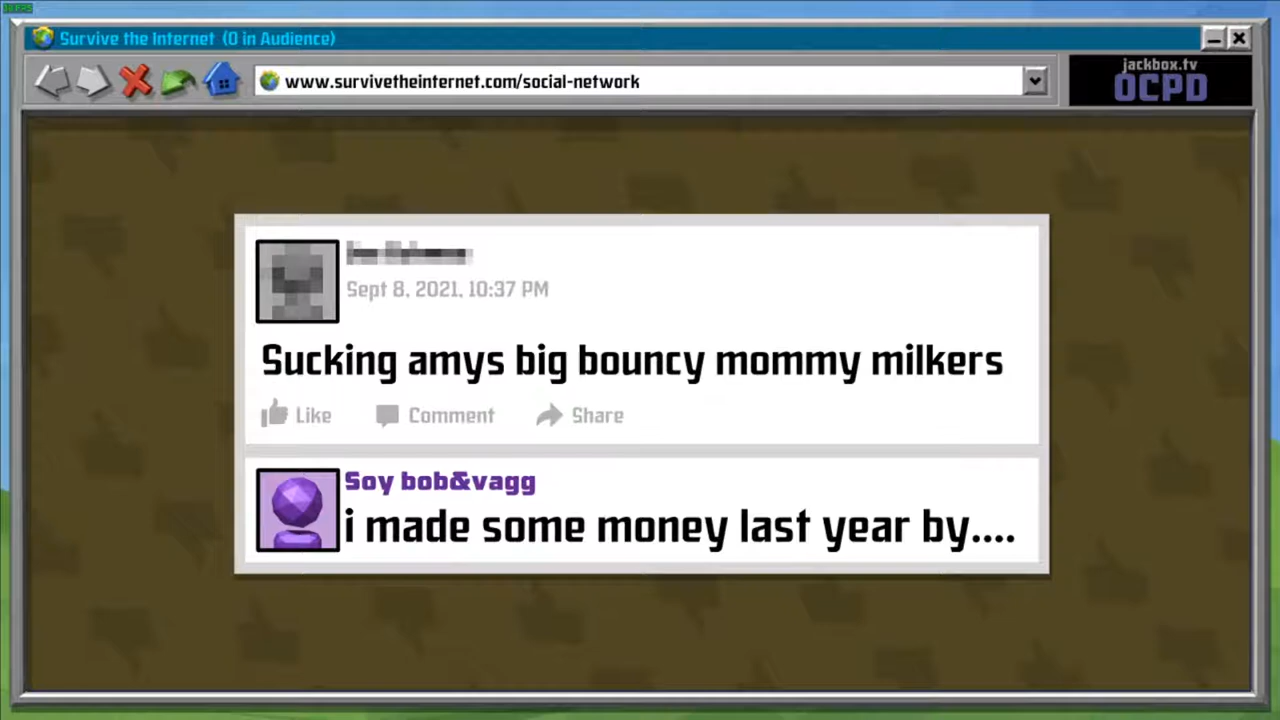 Survive the Internet (0 in Audience)
www.survivetheinternet.com/social-network
jackbox.tv
OCPD
Sept 8, 2021, 10:37 PM
Sucking amys big bouncy mommy milkers
Like Comment Share
Soy bob&vagg
i made some money last year by....